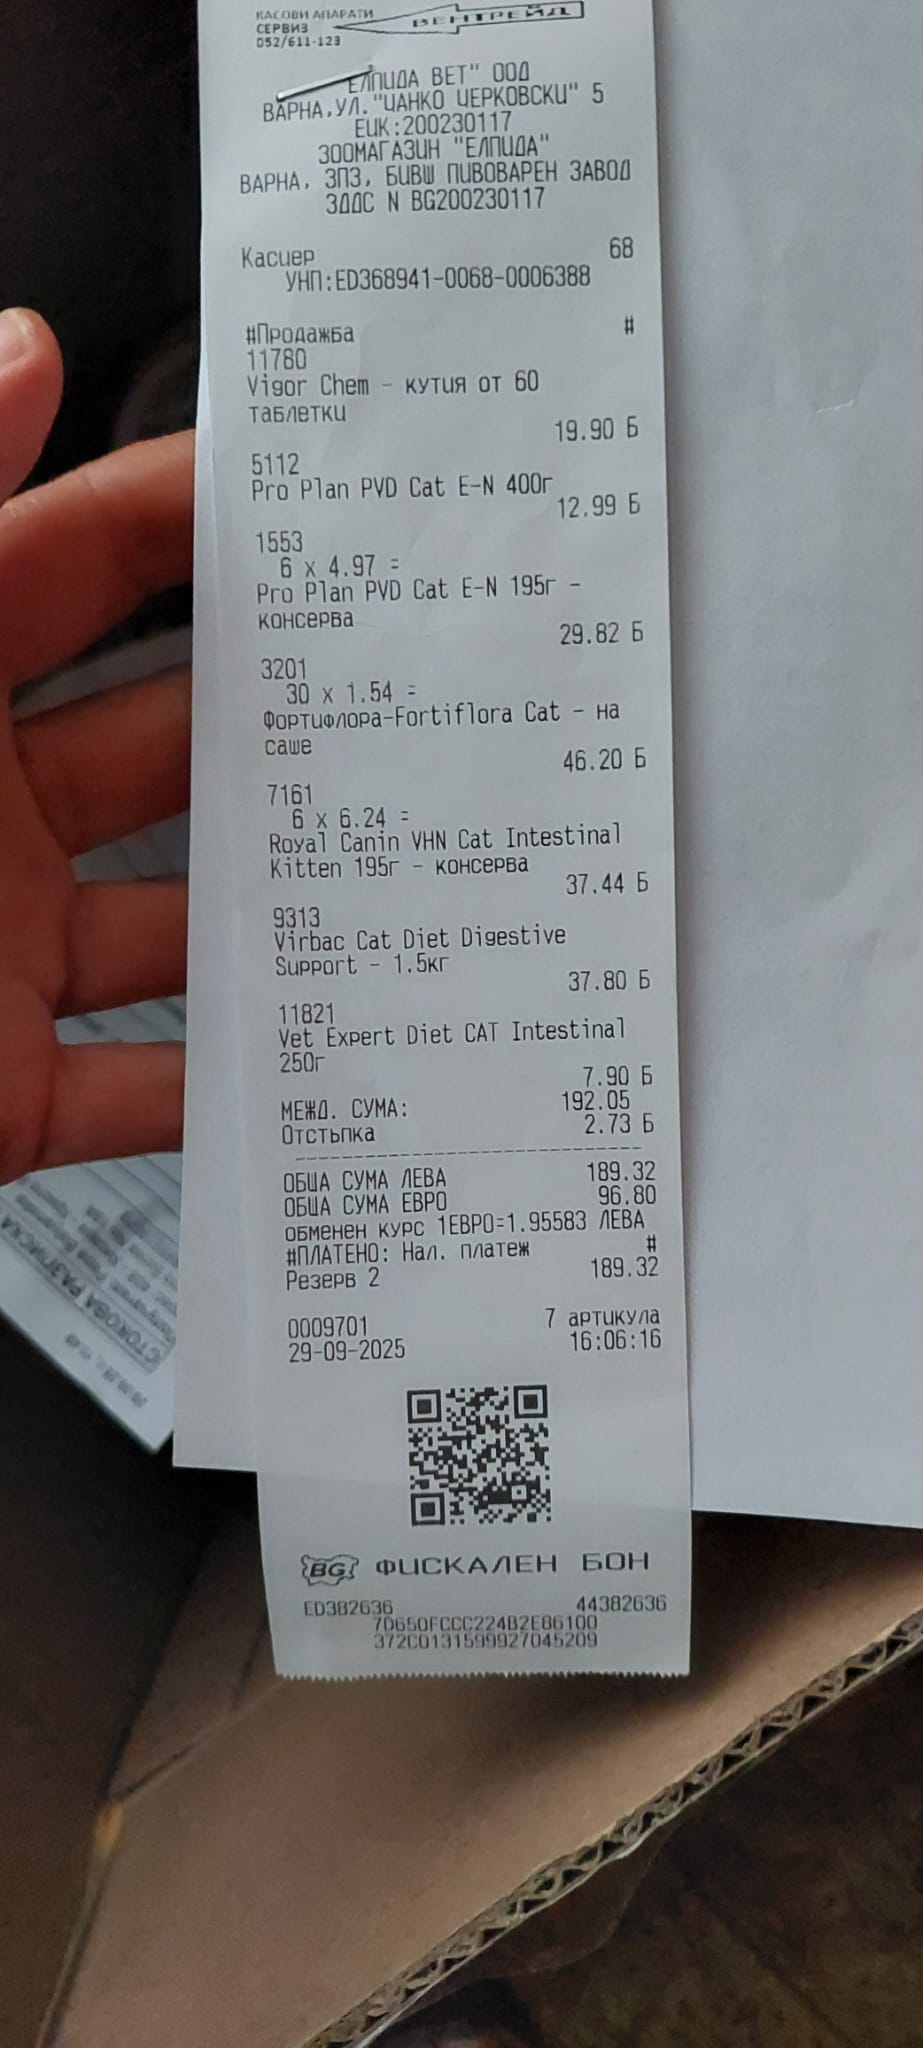 КАСОВИ АПАРАТИ
СЕРВИЗ
052/611-123
ВЕНТРЕЙД
ЕЛПИДА ВЕТ" ООД
ВАРНА,УЛ."ЦАНКО ЦЕРКОВСКИ" 5
ЕИК:200230117
ЗООМАГАЗИН "ЕЛПИДА"
ВАРНА, ЗПЗ, БИВШ ПИВОВАРЕН ЗАВОД
ЗДДС N BG200230117
Касиер 68
УНП:ED368941-0068-0006388
#Продажба #
11780
Vigor Chem - кутия от 60
таблетки
19.90 Б
5112
Pro Plan PVD Cat E-N 400г
12.99 Б
1553
6 x 4.97 =
Pro Plan PVD Cat E-N 195г -
консерва
29.82 Б
3201
30 x 1.54 =
Фортифлора-Fortiflora Cat - на
саше
46.20 Б
7161
6 x 6.24 =
Royal Canin VHN Cat Intestinal
Kitten 195г - консерва
37.44 Б
9313
Virbac Cat Diet Digestive
Support - 1.5кг
37.80 Б
11821
Vet Expert Diet CAT Intestinal
250г
7.90 Б
МЕЖД. СУМА: 192.05
Отстъпка 2.73 Б
ОБЩА СУМА ЛЕВА 189.32
ОБЩА СУМА ЕВРО 96.80
обменен курс 1ЕВРО=1.95583 ЛЕВА
#ПЛАТЕНО: Нал. платеж #
Резерв 2 189.32
0009701 7 артикула
29-09-2025 16:06:16
BG ФИСКАЛЕН БОН
ED382636 44382636
7D650FCCC224B2E86100
372C0131599927045209
СТОКОВА РАЗПИСКА